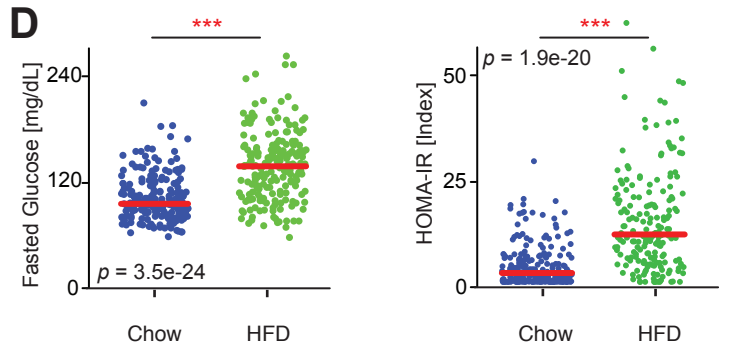 D
***
Fasted Glucose [mg/dL]
240
120
0
p = 3.5e-24
Chow
HFD
***
p = 1.9e-20
HOMA-IR [Index]
50
25
0
Chow
HFD